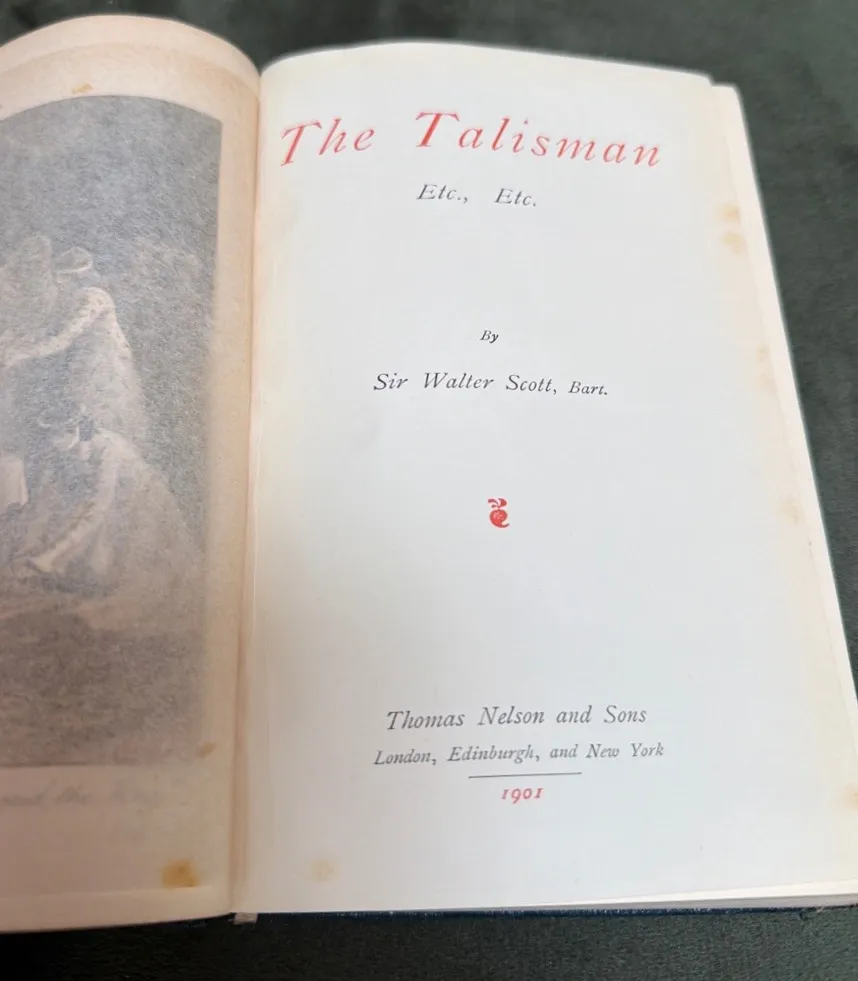 The Talisman
Etc., Etc.
By
Sir Walter Scott, Bart.
Thomas Nelson and Sons
London, Edinburgh, and New York
1901